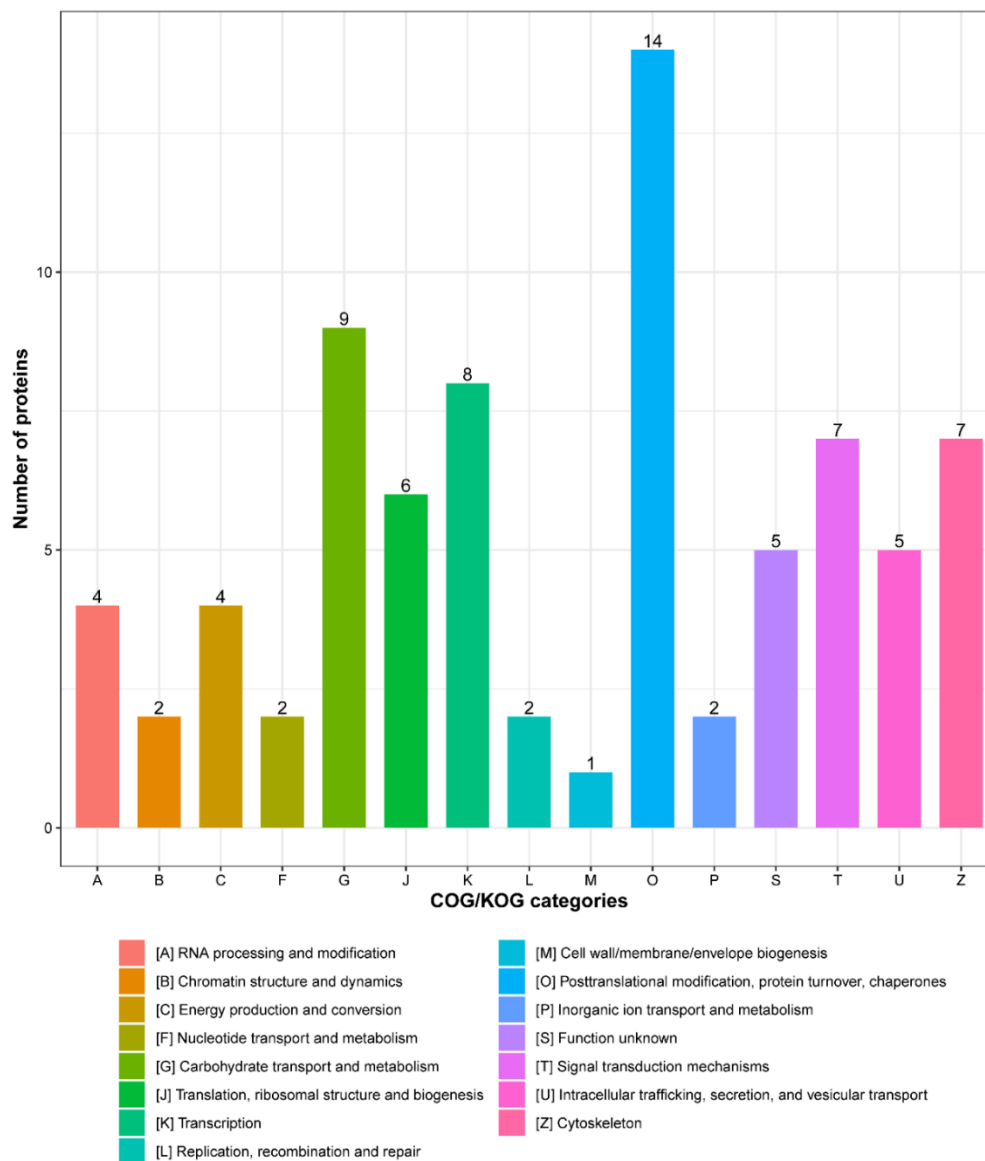 14
10
9
8
7
7
6
5
5
5
4
4
2
2
2
2
1
0
Number of proteins
A B C F G J K L M O P S T U Z
COG/KOG categories
[A] RNA processing and modification
[B] Chromatin structure and dynamics
[C] Energy production and conversion
[F] Nucleotide transport and metabolism
[G] Carbohydrate transport and metabolism
[J] Translation, ribosomal structure and biogenesis
[K] Transcription
[L] Replication, recombination and repair
[M] Cell wall/membrane/envelope biogenesis
[O] Posttranslational modification, protein turnover, chaperones
[P] Inorganic ion transport and metabolism
[S] Function unknown
[T] Signal transduction mechanisms
[U] Intracellular trafficking, secretion, and vesicular transport
[Z] Cytoskeleton